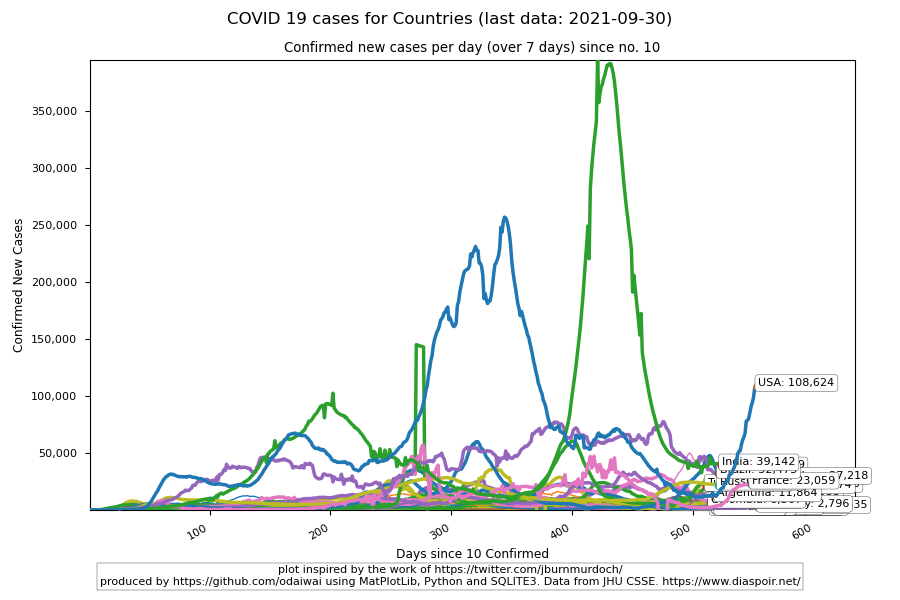 COVID 19 cases for Countries (last data: 2021-09-30)
Confirmed new cases per day (over 7 days) since no. 10
Confirmed New Cases
350,000
300,000
250,000
200,000
150,000
100,000
50,000
USA: 108,624
India: 39,142
France: 23,059
Argentina: 11,864
2,796
100
200
300
400
500
600
Days since 10 Confirmed
plot inspired by the work of https://twitter.com/jburnmurdoch/
produced by https://github.com/odaiwai using MatPlotLib, Python and SQLITE3. Data from JHU CSSE. https://www.diaspoir.net/